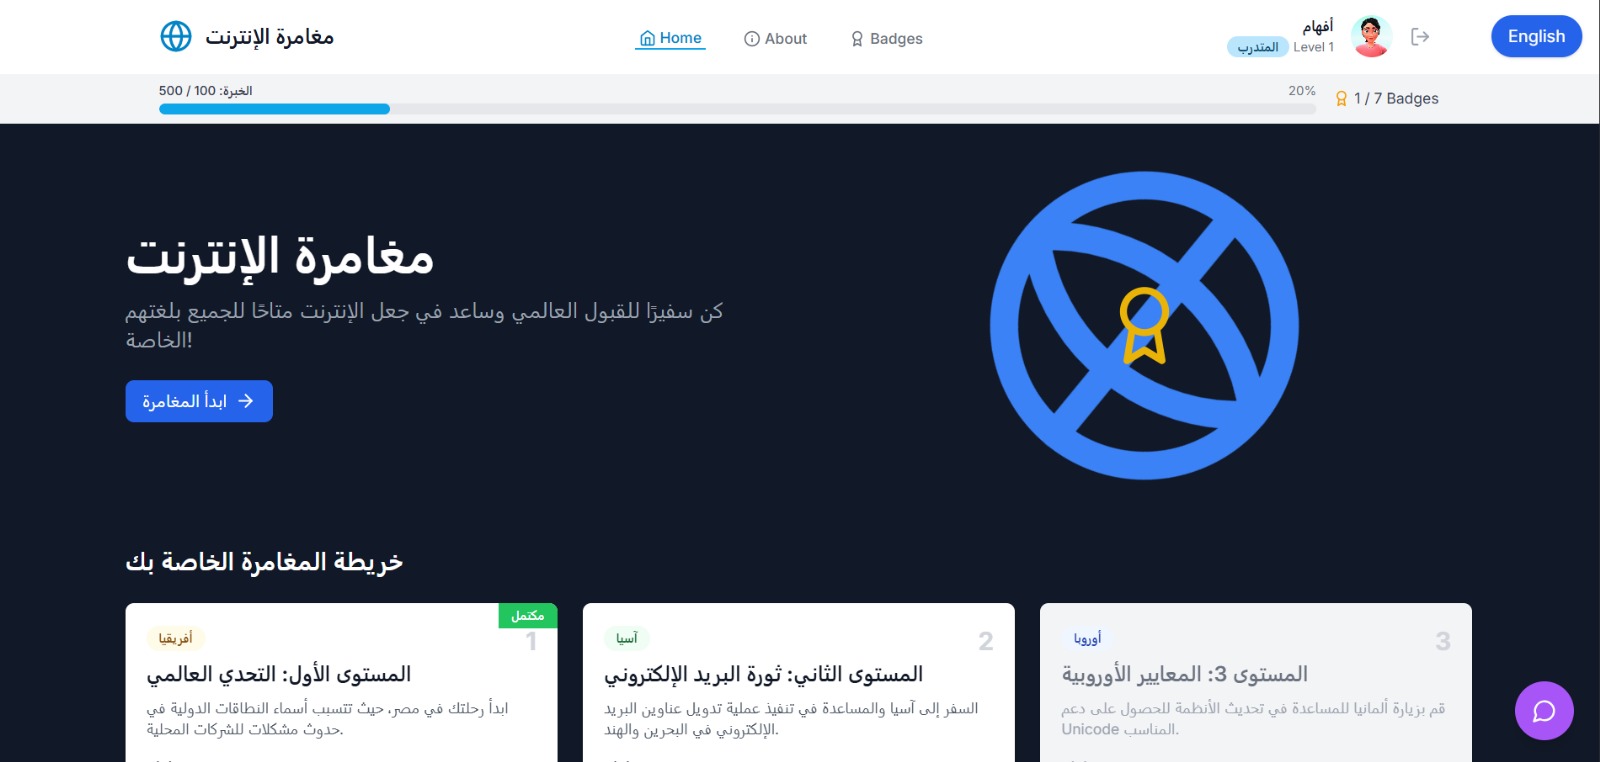 مغامرة الإنترنت
Home
About
Badges
أفهام
المتدرب Level 1
English
الخبرة: 100 / 500
20%
1 / 7 Badges
مغامرة الإنترنت
كن سفيرًا للقبول العالمي وساعد في جعل الإنترنت متاحًا للجميع بلغتهم
الخاصة!
ابدأ المغامرة
خريطة المغامرة الخاصة بك
مكتمل
أفريقيا
1
المستوى الأول: التحدي العالمي
ابدأ رحلتك في مصر، حيث تتسبب أسماء النطاقات الدولية في
حدوث مشكلات للشركات المحلية.
آسيا
2
المستوى الثاني: ثورة البريد الإلكتروني
السفر إلى آسيا والمساعدة في تنفيذ عملية تدويل عناوين البريد
الإلكتروني في البحرين والهند.
أوروبا
3
المستوى 3: المعايير الأوروبية
قم بزيارة ألمانيا للمساعدة في تحديث الأنظمة للحصول على دعم
Unicode المناسب.